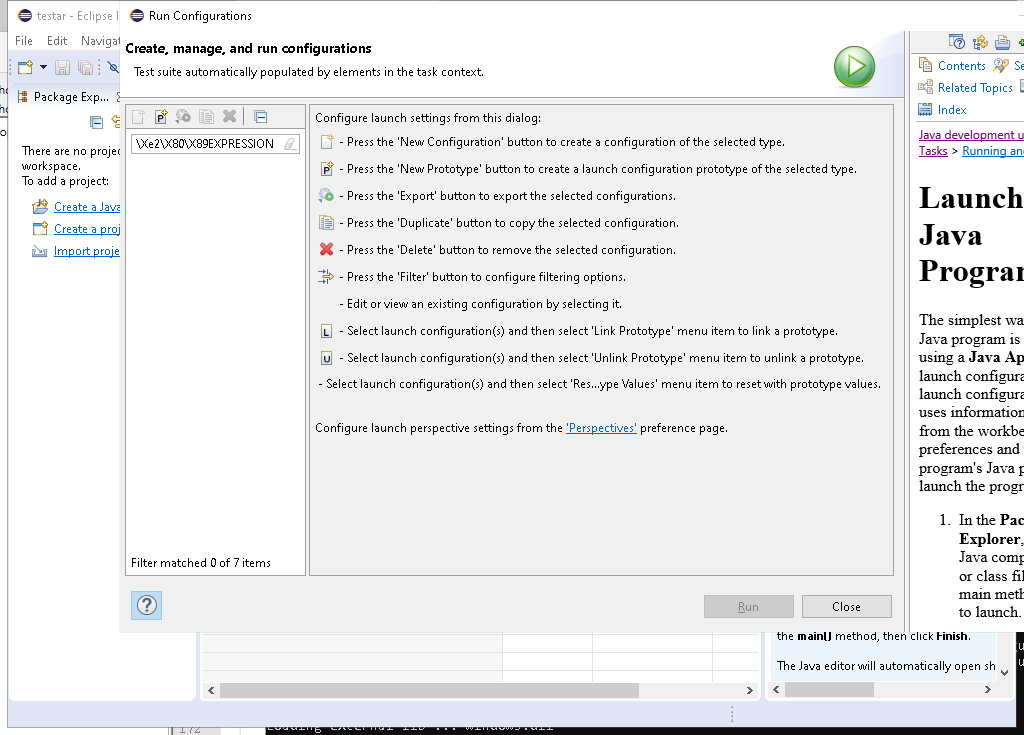 testar - Eclipse I
Run Configurations
File Edit Navigat
Create, manage, and run configurations
Test suite automatically populated by elements in the task context.
Package Exp...
\Xe2\X80\X89EXPRESSION
There are no projec
workspace.
To add a project:
Create a Java
Create a proj
Import proje
Filter matched 0 of 7 items
Configure launch settings from this dialog:
- Press the 'New Configuration' button to create a configuration of the selected type.
- Press the 'New Prototype' button to create a launch configuration prototype of the selected type.
- Press the 'Export' button to export the selected configurations.
- Press the 'Duplicate' button to copy the selected configuration.
- Press the 'Delete' button to remove the selected configuration.
- Press the 'Filter' button to configure filtering options.
- Edit or view an existing configuration by selecting it.
L - Select launch configuration(s) and then select 'Link Prototype' menu item to link a prototype.
U - Select launch configuration(s) and then select 'Unlink Prototype' menu item to unlink a prototype.
- Select launch configuration(s) and then select 'Res...ype Values' menu item to reset with prototype values.
Configure launch perspective settings from the 'Perspectives' preference page.
Run Close
Contents Se
Related Topics
Index
Java development u
Tasks > Running and
Launch
Java
Program
The simplest wa
Java program is
using a Java Ap
launch configura
launch configura
uses information
from the workbe
preferences and
program's Java p
launch the progr
1. In the Pac
Explorer,
Java comp
or class fil
main meth
to launch.
the main() method, then click Finish.
The Java editor will automatically open sh
172
Loading external lib ... windows.dll